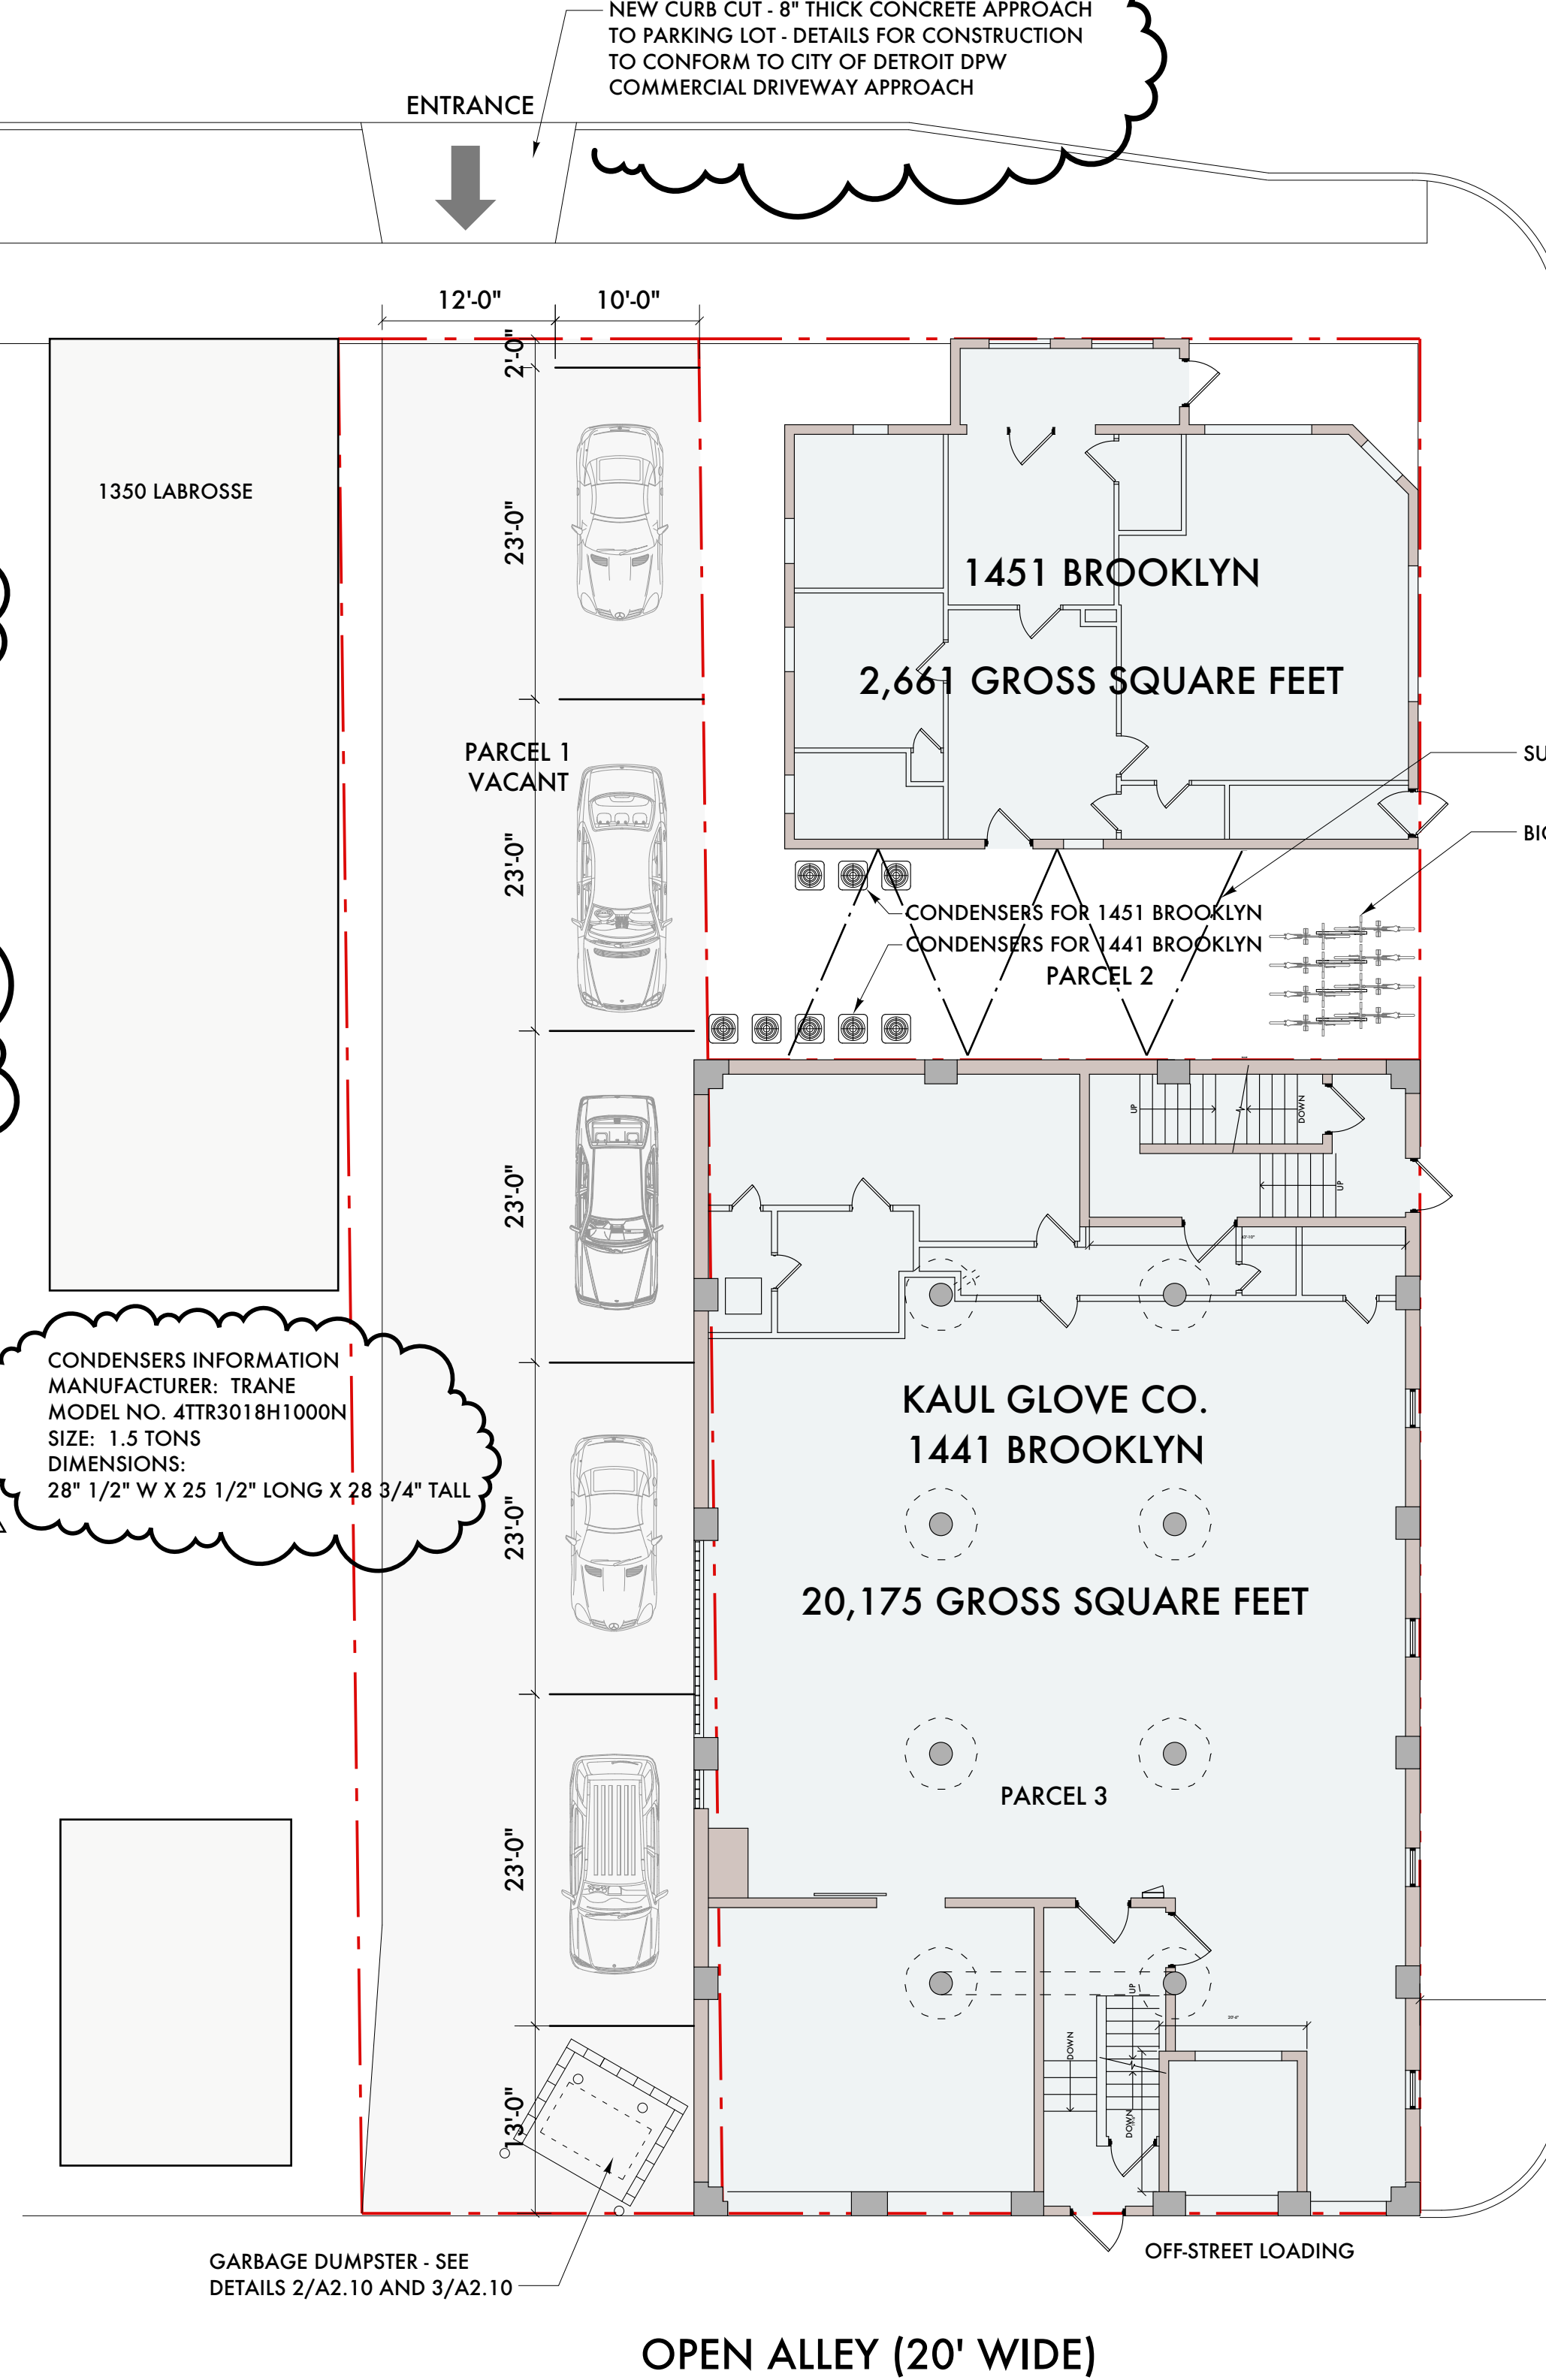 NEW CURB CUT - 8" THICK CONCRETE APPROACH
TO PARKING LOT - DETAILS FOR CONSTRUCTION
TO CONFORM TO CITY OF DETROIT DPW
COMMERCIAL DRIVEWAY APPROACH
ENTRANCE
12'-0"
10'-0"
2'-0"
1350 LABROSSE
23'-0"
1451 BROOKLYN
2,661 GROSS SQUARE FEET
PARCEL 1
VACANT
SU
BIC
23'-0"
CONDENSERS FOR 1451 BROOKLYN
CONDENSERS FOR 1441 BROOKLYN
PARCEL 2
UP
DOWN
UP
23'-0"
CONDENSERS INFORMATION
MANUFACTURER: TRANE
MODEL NO. 4TTR3018H1000N
SIZE: 1.5 TONS
DIMENSIONS:
28" 1/2" W X 25 1/2" LONG X 28 3/4" TALL
KAUL GLOVE CO.
1441 BROOKLYN
23'-0"
20,175 GROSS SQUARE FEET
PARCEL 3
23'-0"
UP
DOWN
DOWN
13'-0"
GARBAGE DUMPSTER - SEE
DETAILS 2/A2.10 AND 3/A2.10
OFF-STREET LOADING
OPEN ALLEY (20' WIDE)